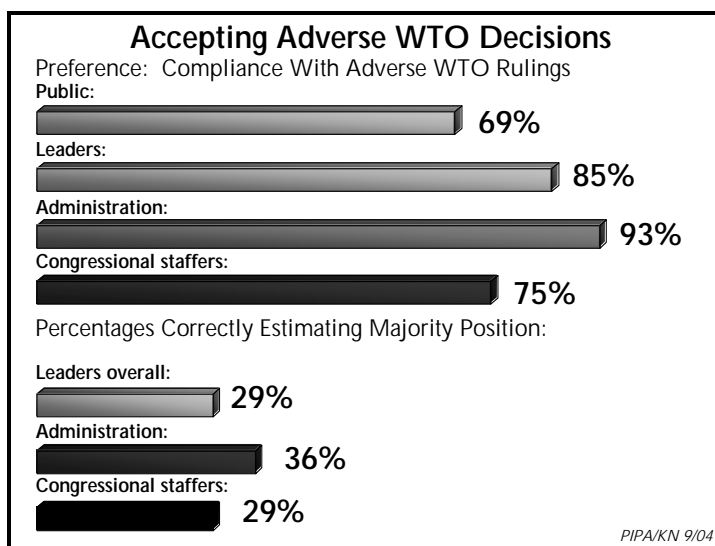 Accepting Adverse WTO Decisions
Preference: Compliance With Adverse WTO Rulings
Public:
69%
Leaders:
85%
Administration:
93%
Congressional staffers:
75%
Percentages Correctly Estimating Majority Position:
Leaders overall:
29%
Administration:
36%
Congressional staffers:
29%
PIPA/KN 9/04